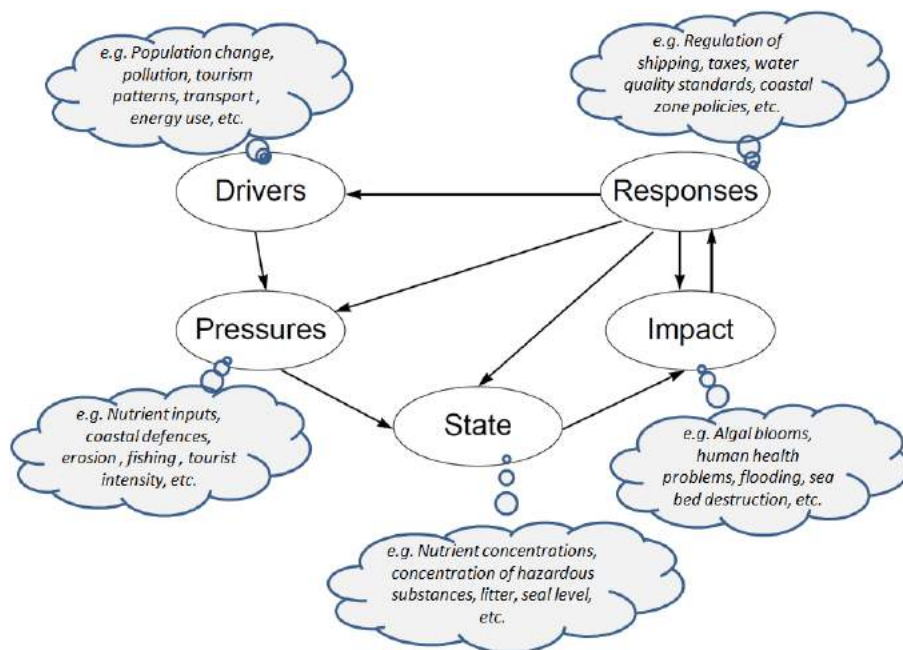 e.g. Population change,
pollution, tourism
patterns, transport ,
energy use, etc.
e.g. Regulation of
shipping, taxes, water
quality standards, coastal
zone policies, etc.
Drivers
Responses
Pressures
Impact
State
e.g. Nutrient inputs,
coastal defences,
erosion , fishing , tourist
intensity, etc.
e.g. Algal blooms,
human health
problems, flooding, sea
bed destruction, etc.
e.g. Nutrient concentrations,
concentration of hazardous
substances, litter, seal level,
etc.